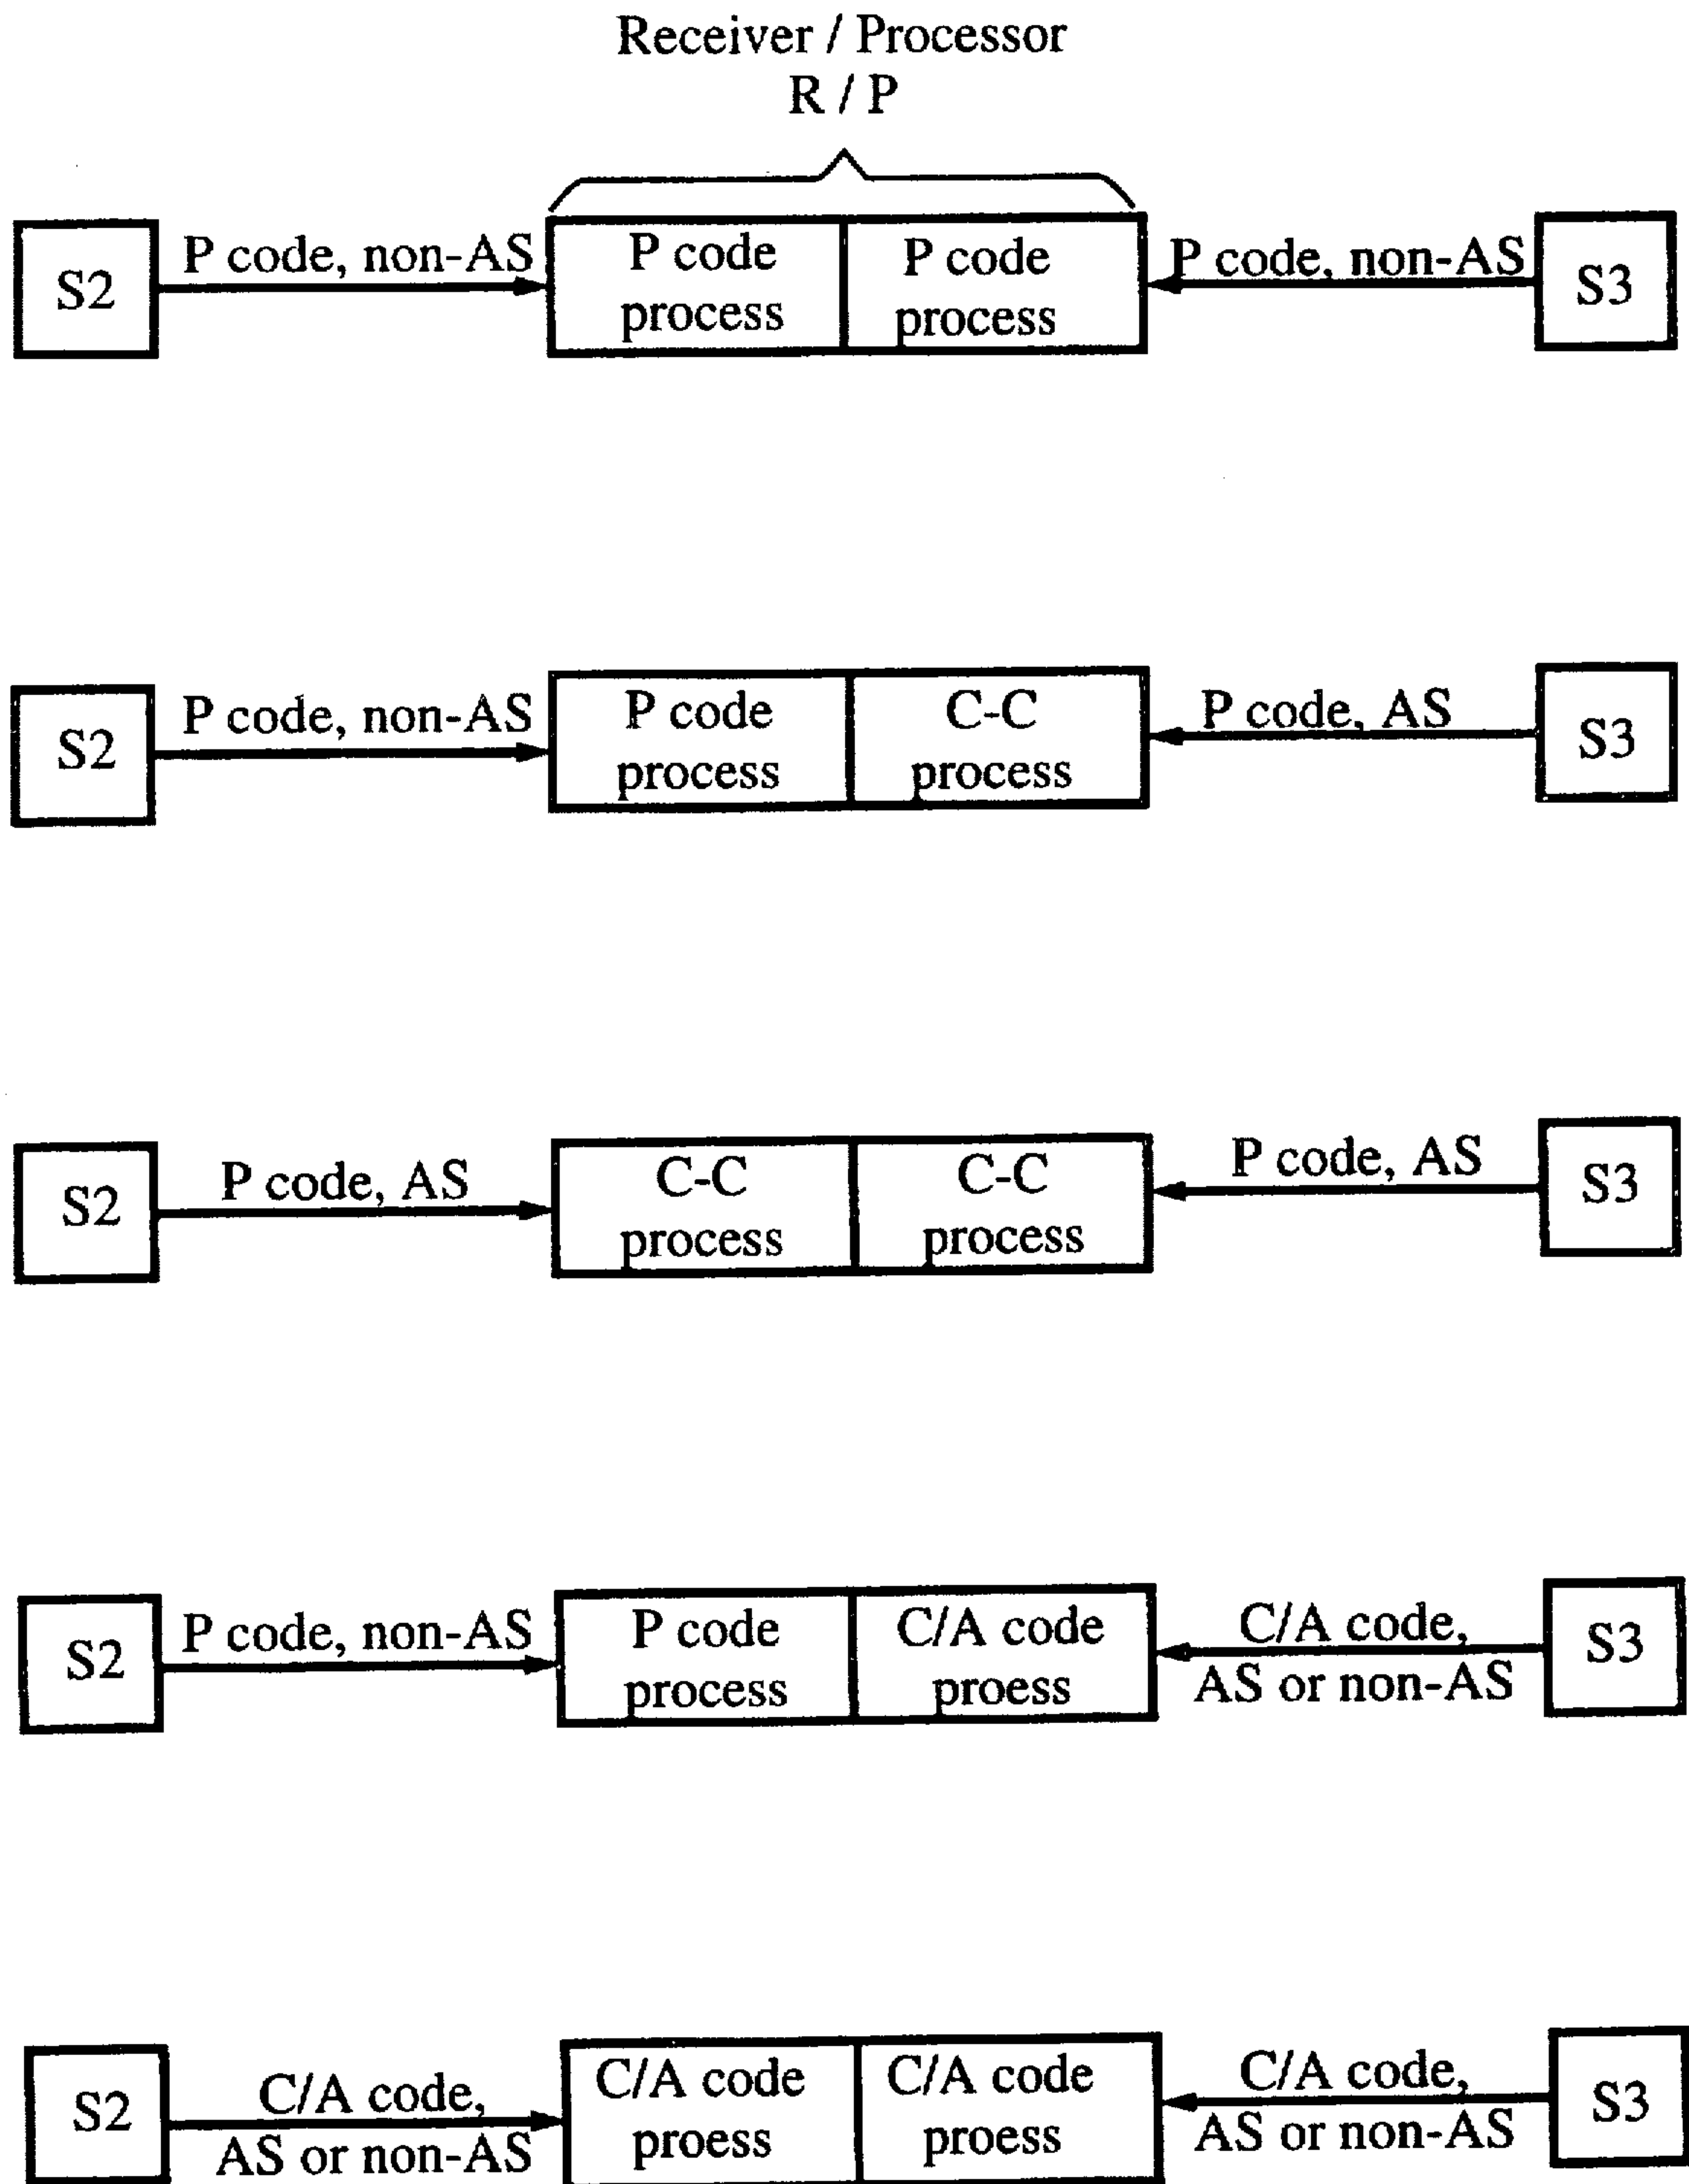 Receiver / Processor
R / P
S2
P code, non-AS
P code
process
P code
process
P code, non-AS
S3
S2
P code, non-AS
P code
process
C-C
process
P code, AS
S3
S2
P code, AS
C-C
process
C-C
process
P code, AS
S3
S2
P code, non-AS
P code
process
C/A code
proess
C/A code,
AS or non-AS
S3
S2
C/A code,
AS or non-AS
C/A code
proess
C/A code
proess
C/A code,
AS or non-AS
S3